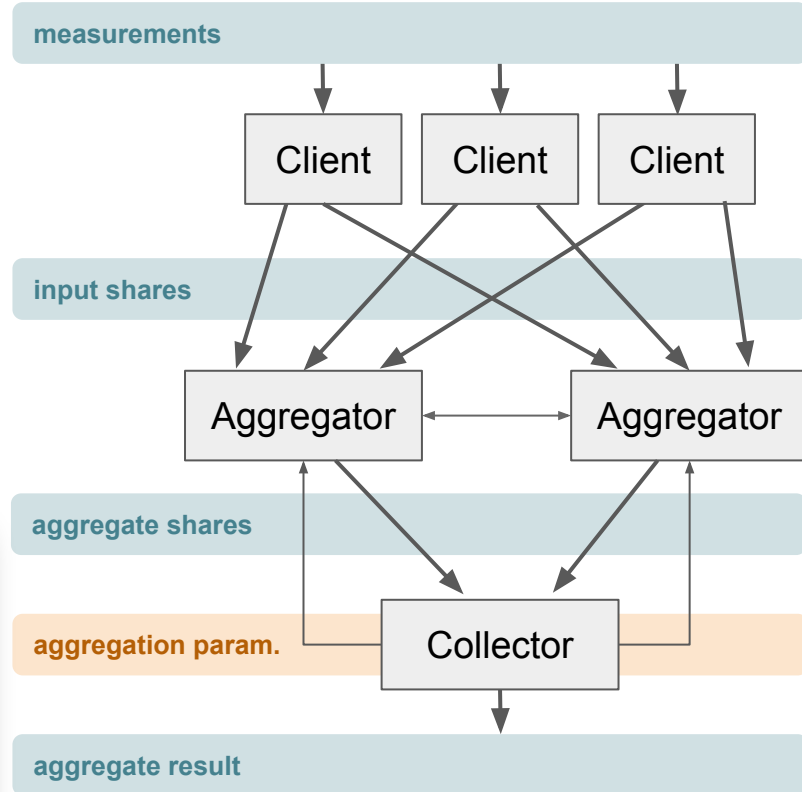 measurements
Client
Client
Client
input shares
Aggregator
Aggregator
aggregate shares
aggregation param.
Collector
aggregate result